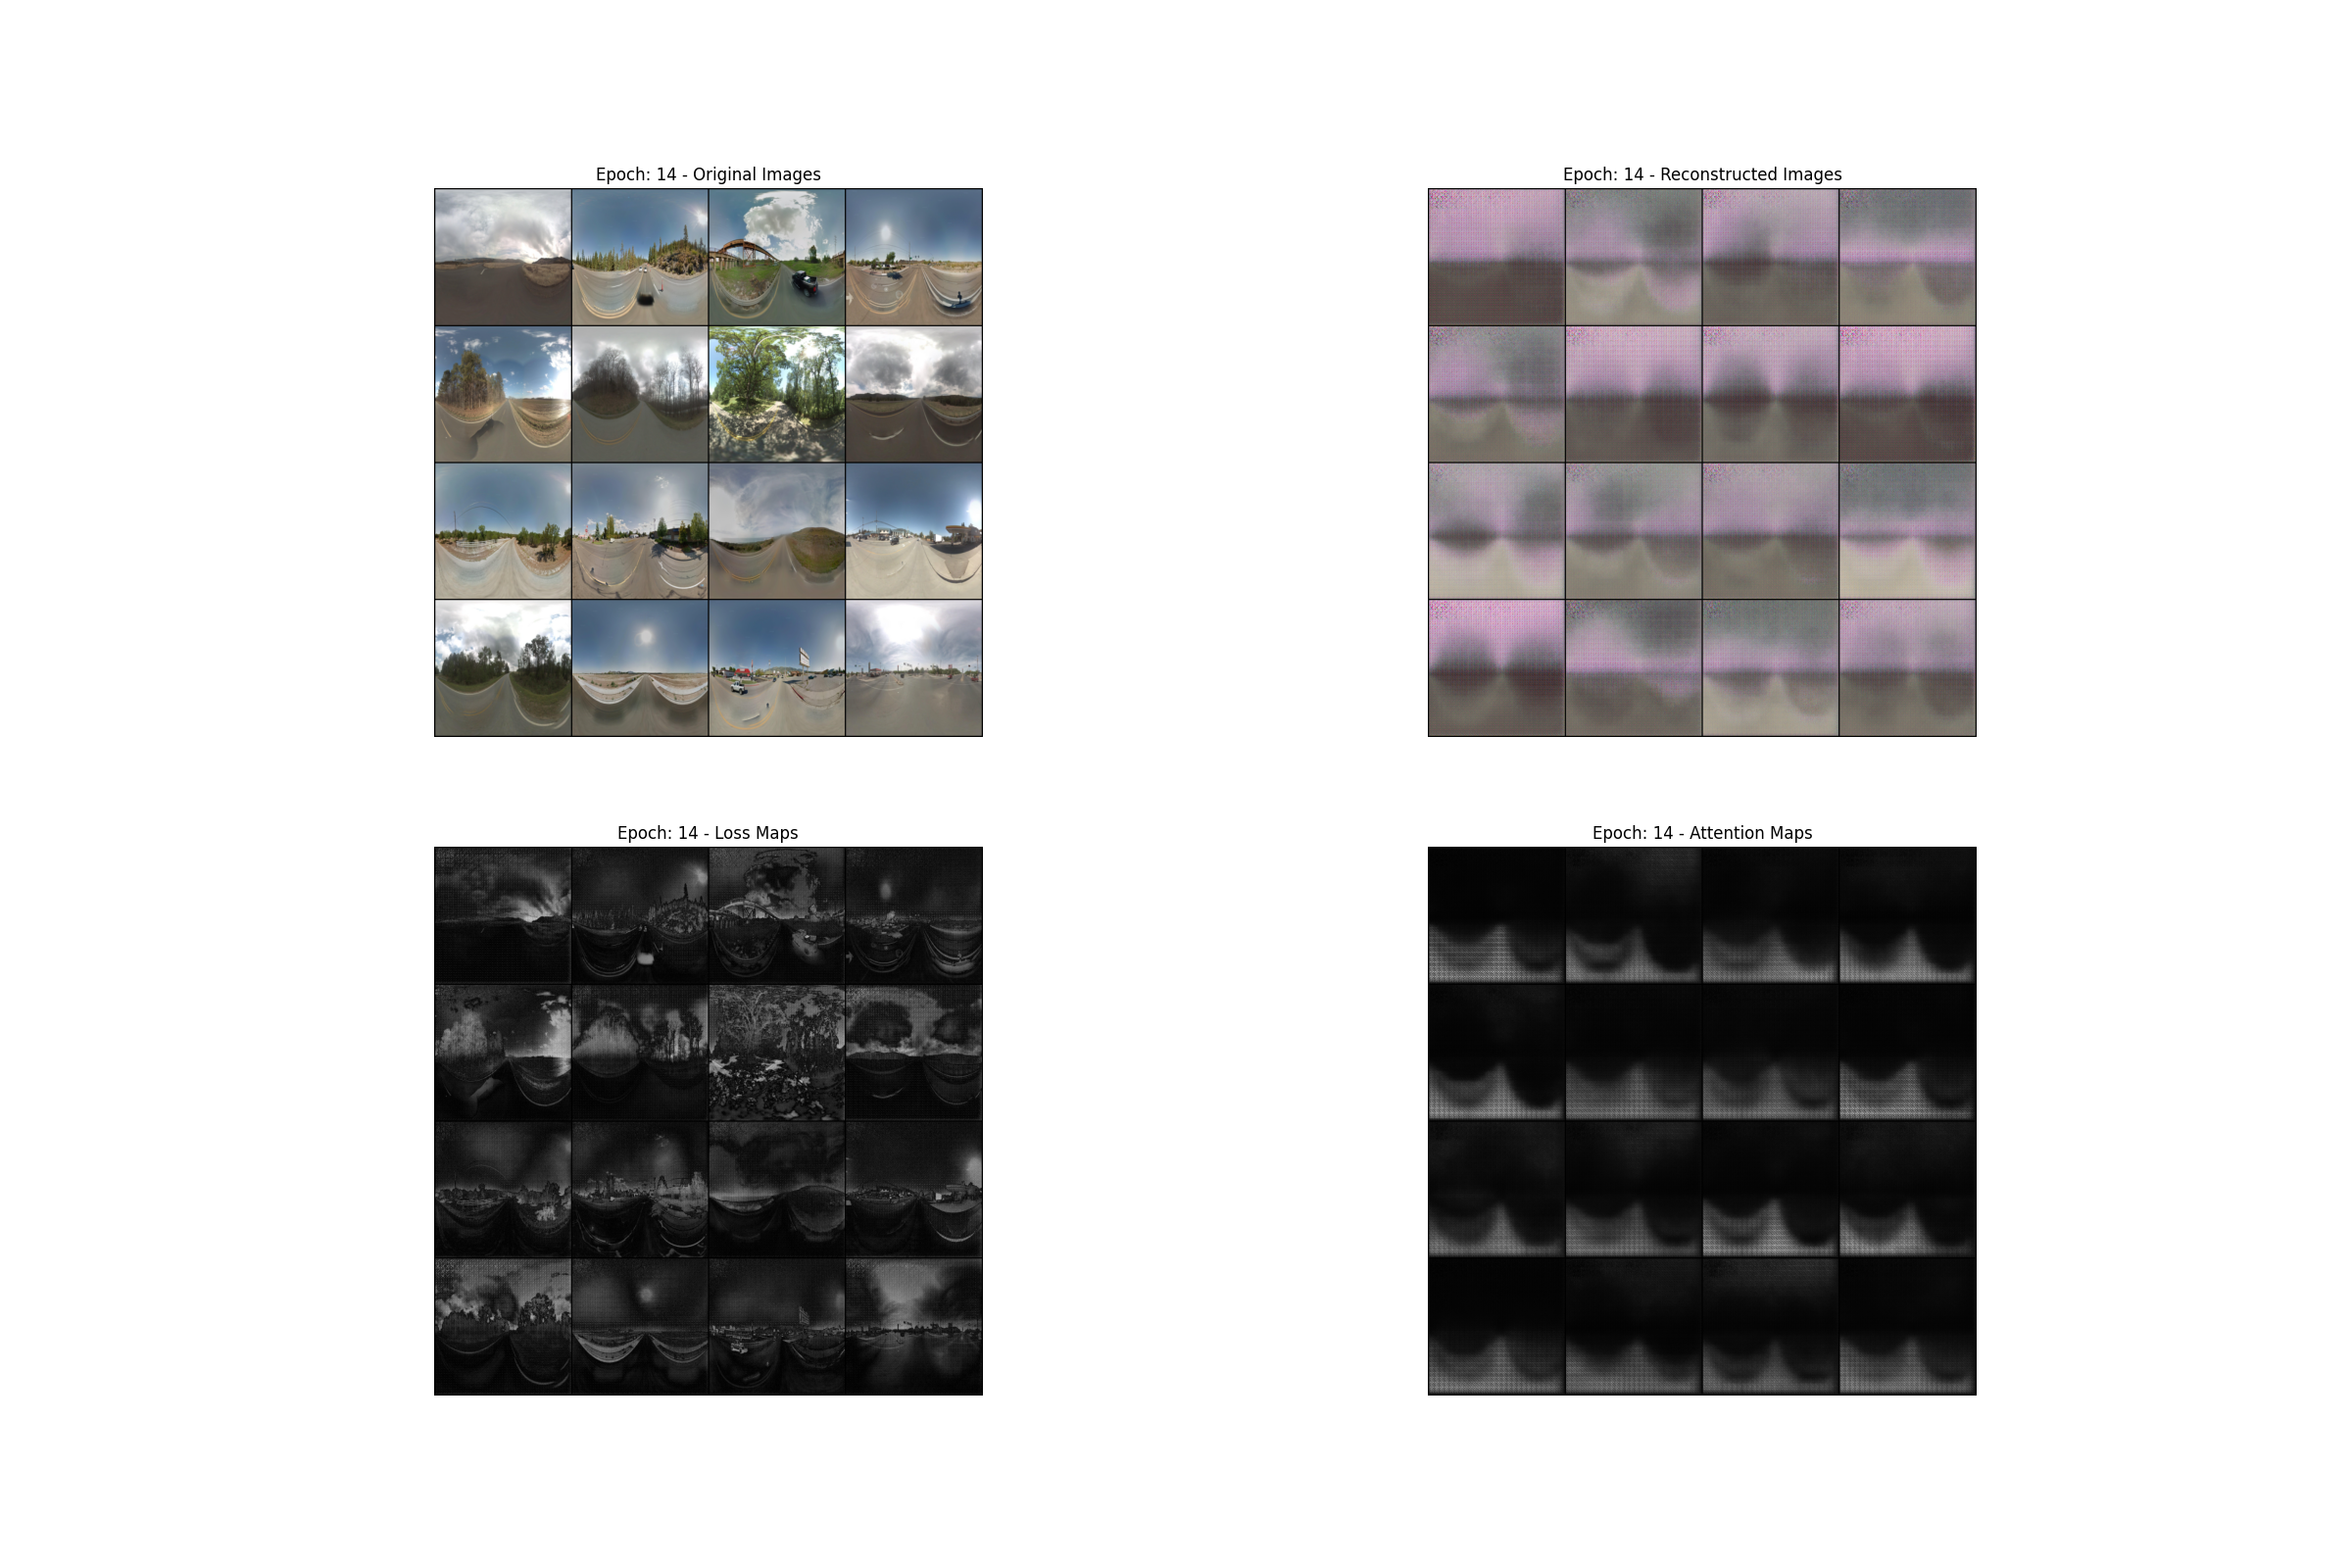 Epoch: 14 - Original Images
Epoch: 14 - Reconstructed Images
Epoch: 14 - Loss Maps
Epoch: 14 - Attention Maps